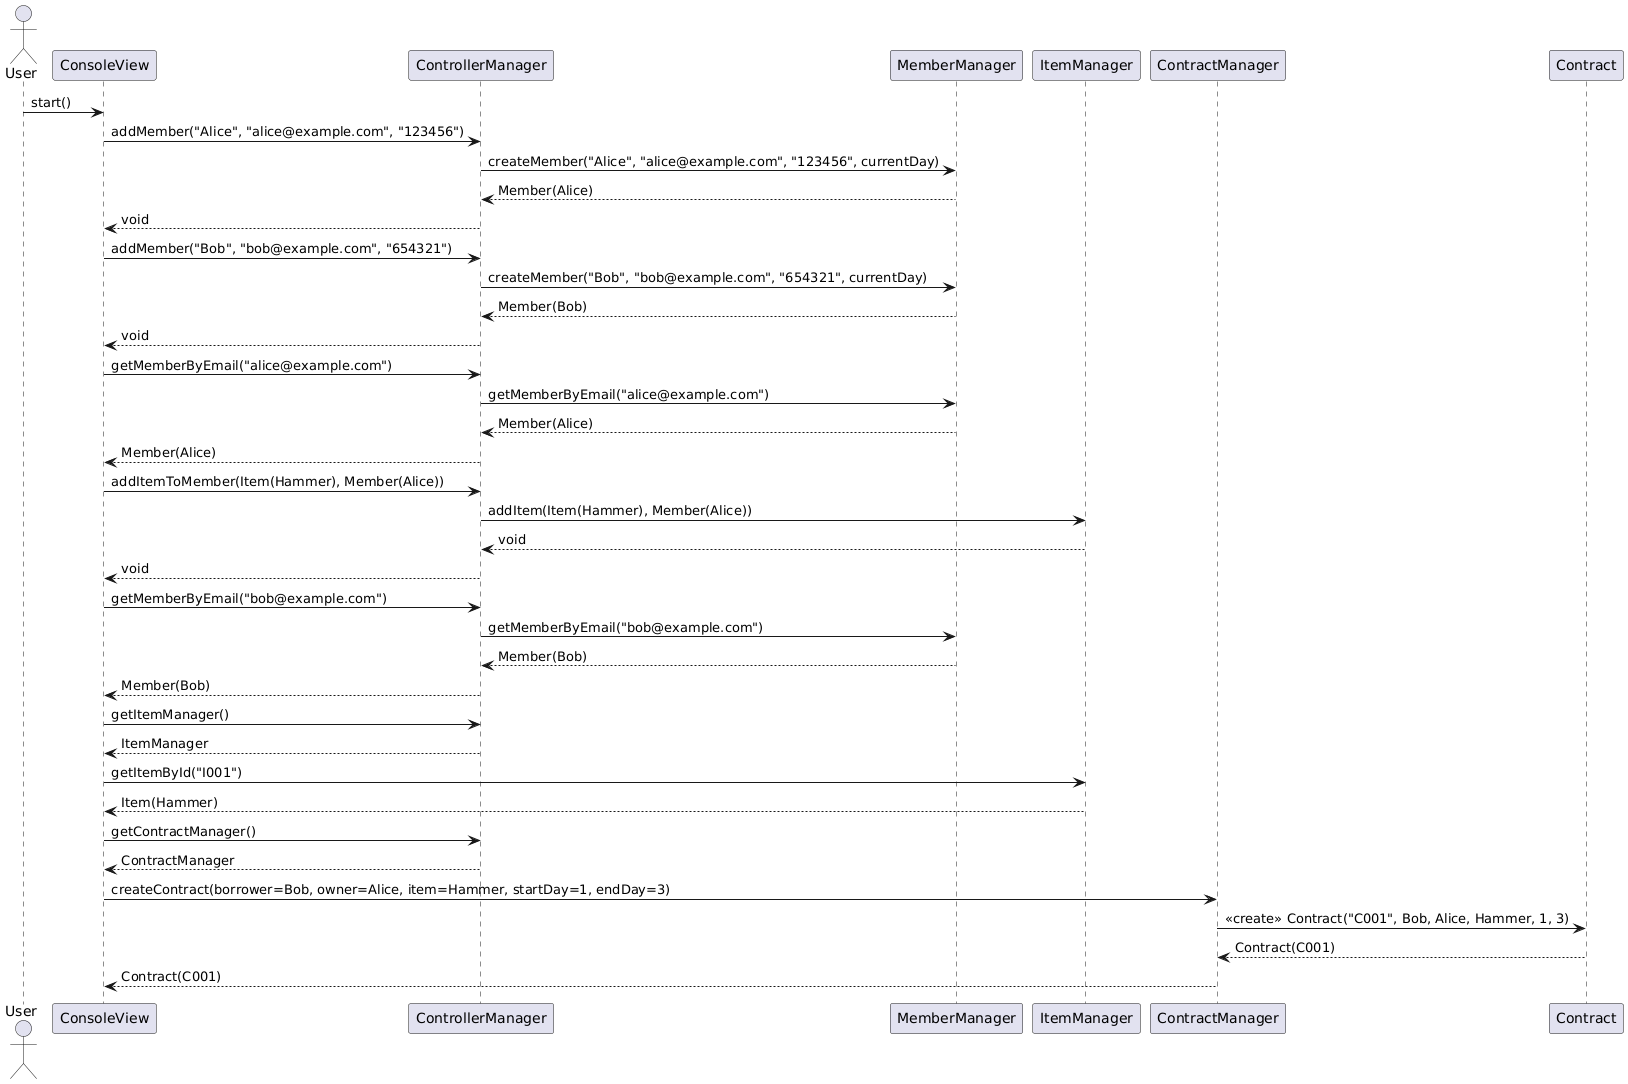 User
ConsoleView
ControllerManager
MemberManager
ItemManager
ContractManager
Contract
start()
addMember("Alice", "alice@example.com", "123456")
createMember("Alice", "alice@example.com", "123456", currentDay)
Member(Alice)
void
addMember("Bob", "bob@example.com", "654321")
createMember("Bob", "bob@example.com", "654321", currentDay)
Member(Bob)
void
getMemberByEmail("alice@example.com")
getMemberByEmail("alice@example.com")
Member(Alice)
Member(Alice)
addItemToMember(Item(Hammer), Member(Alice))
addItem(Item(Hammer), Member(Alice))
void
void
getMemberByEmail("bob@example.com")
getMemberByEmail("bob@example.com")
Member(Bob)
Member(Bob)
getItemManager()
ItemManager
getItemById("I001")
Item(Hammer)
getContractManager()
ContractManager
createContract(borrower=Bob, owner=Alice, item=Hammer, startDay=1, endDay=3)
«create» Contract("C001", Bob, Alice, Hammer, 1, 3)
Contract(C001)
Contract(C001)
User
ConsoleView
ControllerManager
MemberManager
ItemManager
ContractManager
Contract